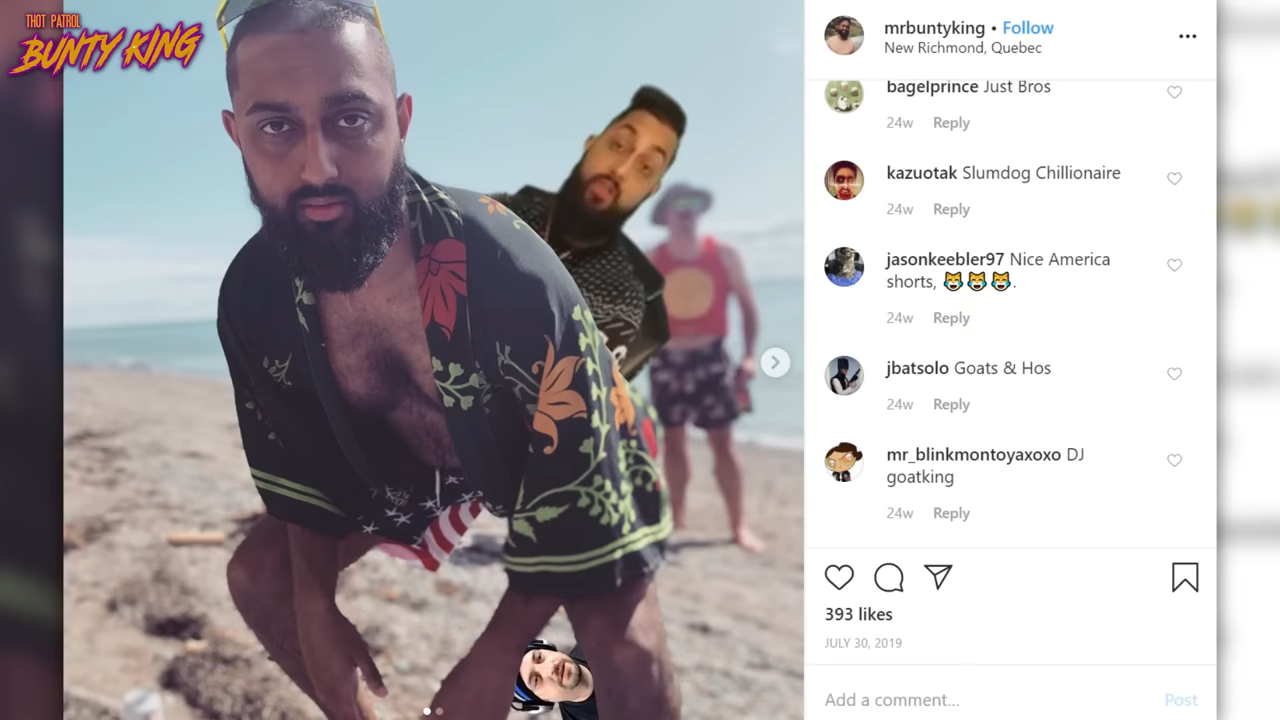 THOT PATROL
BUNTY KING
mrbuntyking • Follow
New Richmond, Quebec
bagelprince Just Bros
24w Reply
kazuotak Slumdog Chillionaire
24w Reply
jasonkeebler97 Nice America
shorts, 😹😹😹.
24w Reply
jbatsolo Goats & Hos
24w Reply
mr_blinkmontoyaxoxo DJ
goatking
24w Reply
393 likes
JULY 30, 2019
Add a comment... Post